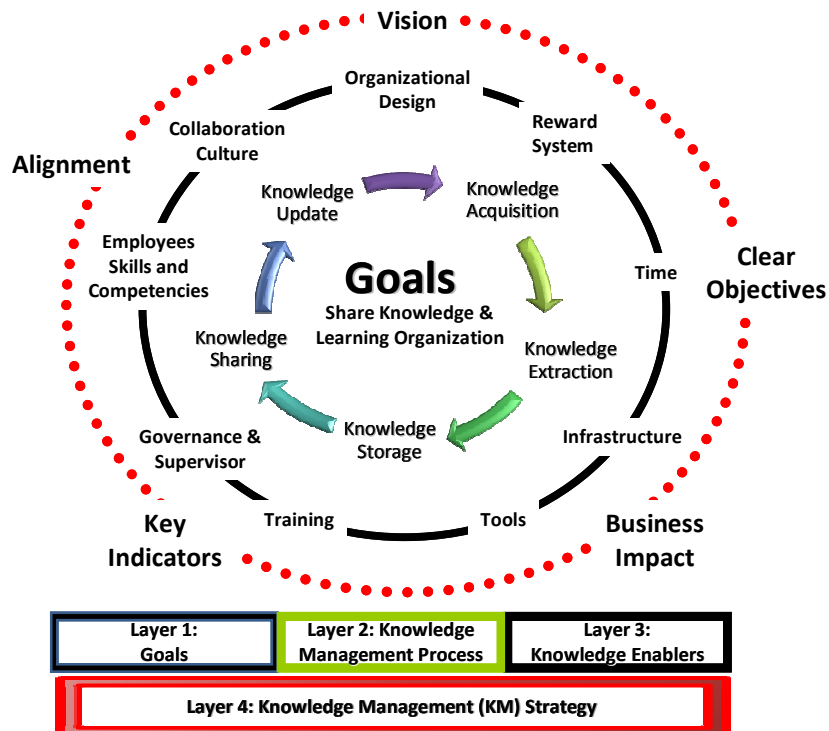 Vision
Organizational
Design
Reward
System
Collaboration
Culture
Alignment
Knowledge
Update
Knowledge
Acquisition
Employees
Skills and
Competencies
Goals
Share Knowledge &
Learning Organization
Time
Clear
Objectives
Knowledge
Sharing
Knowledge
Extraction
Knowledge
Storage
Governance &
Supervisor
Infrastructure
Key
Indicators
Training
Tools
Business
Impact
Layer 1:
Goals
Layer 2: Knowledge
Management Process
Layer 3:
Knowledge Enablers
Layer 4: Knowledge Management (KM) Strategy